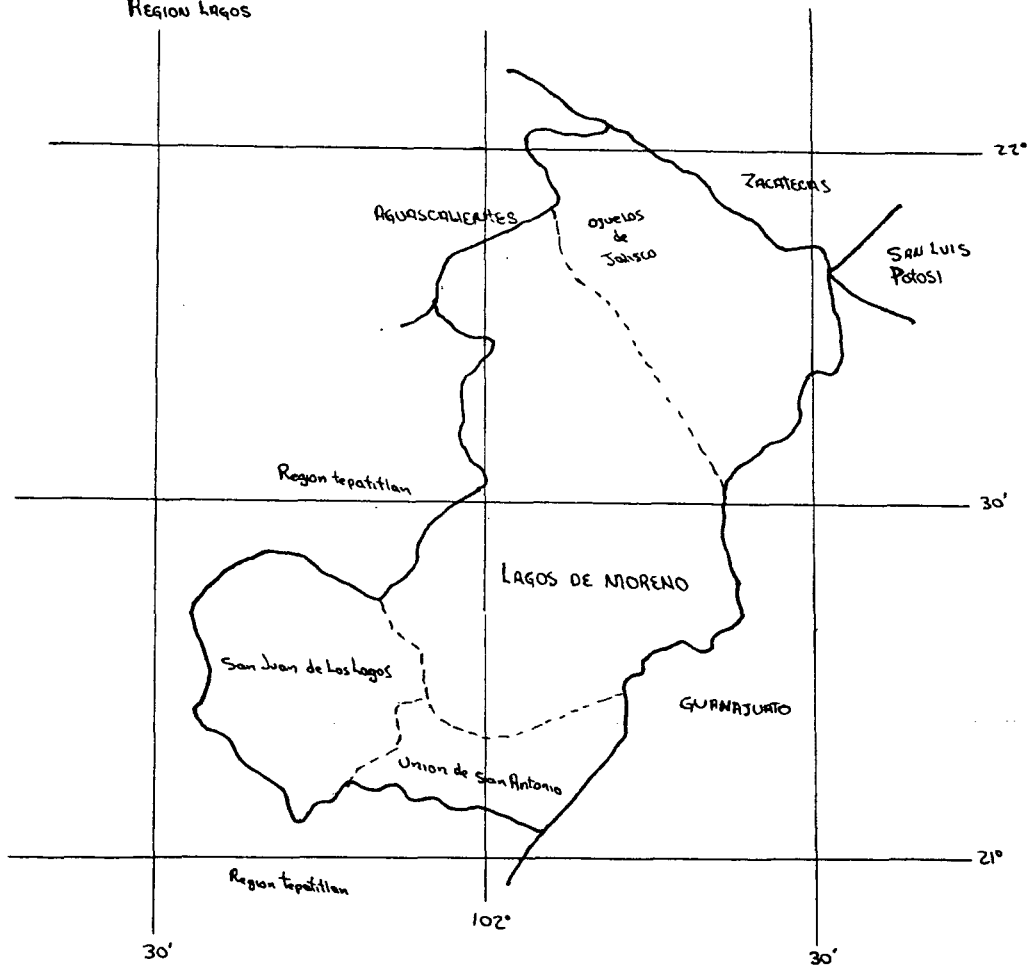 REGION LAGOS
22°
ZACATECAS
AGUASCALIENTES
OJUELOS
de
Jalisco
SAN LUIS
Potosi
Region tepatitlan
30'
LAGOS DE MORENO
San Juan de Los Lagos
GUANAJUATO
Union de San Antonio
21°
Region tepatitlan
102°
30'
30'